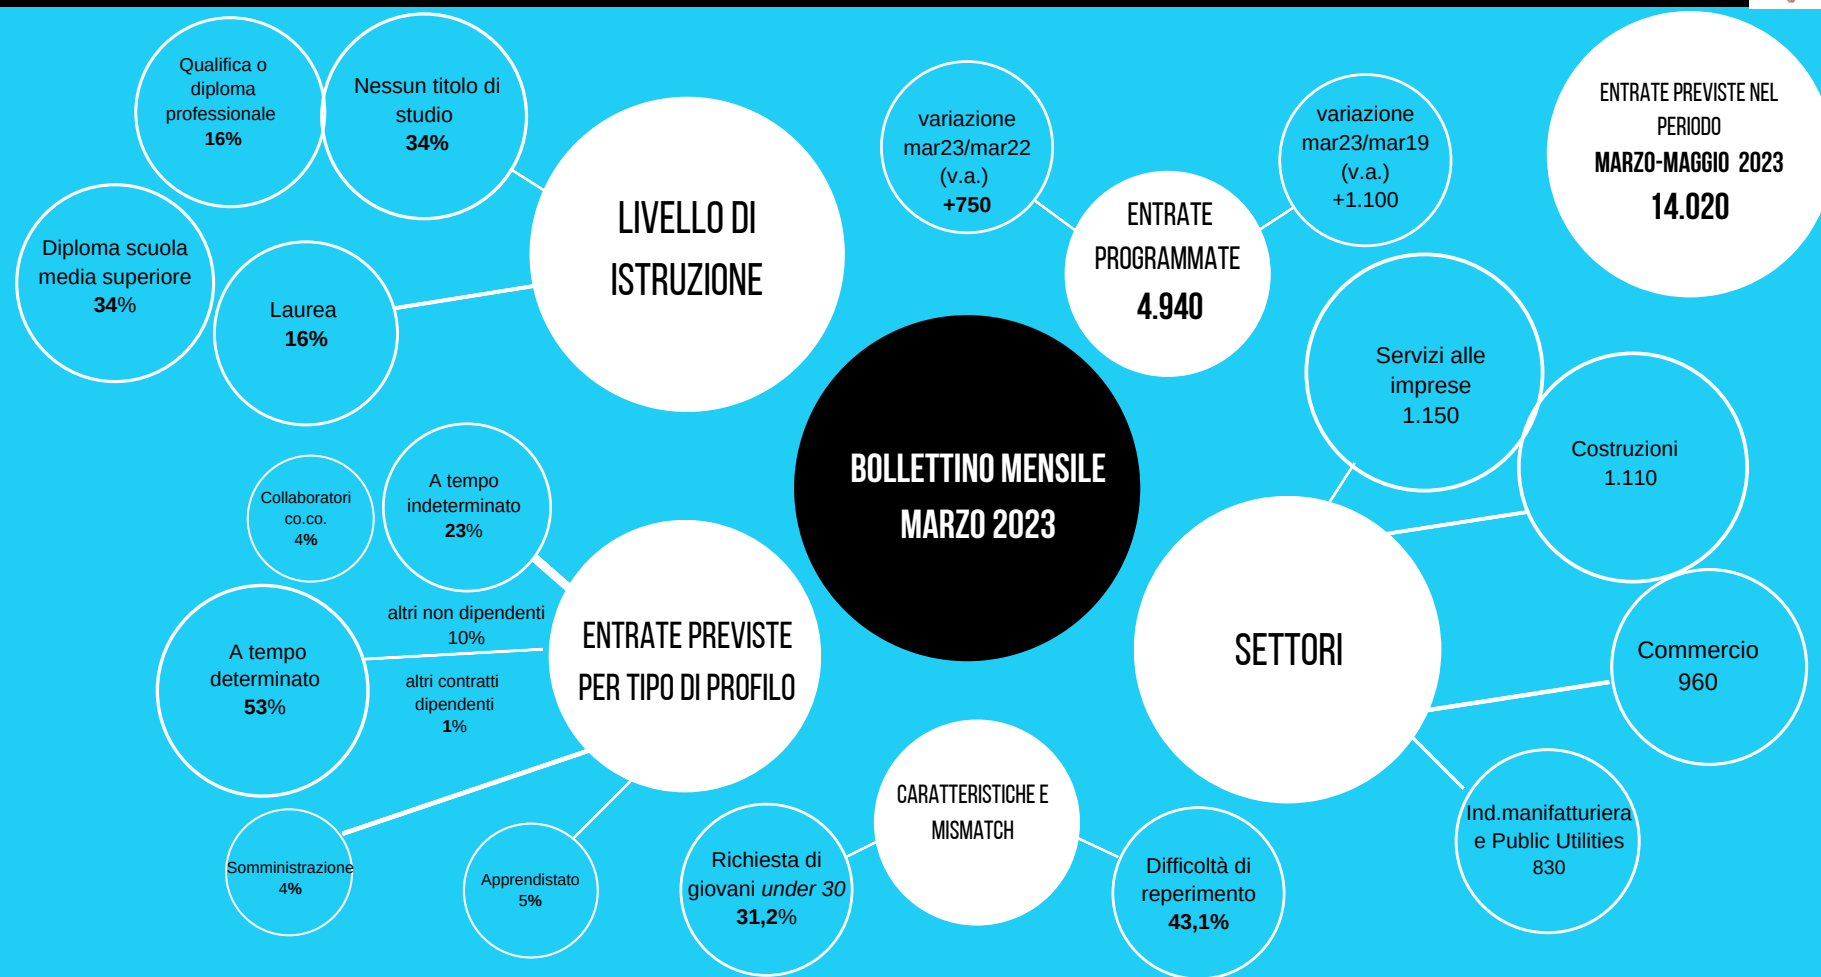 Qualifica o
diploma
professionale
16%
Nessun titolo di
studio
34%
Diploma scuola
media superiore
34%
Laurea
16%
LIVELLO DI
ISTRUZIONE
variazione
mar23/mar22
(v.a.)
+750
ENTRATE
PROGRAMMATE
4.940
variazione
mar23/mar19
(v.a.)
+1.100
ENTRATE PREVISTE NEL
PERIODO
MARZO-MAGGIO 2023
14.020
BOLLETTINO MENSILE
MARZO 2023
Servizi alle
imprese
1.150
Costruzioni
1.110
Commercio
960
Ind.manifatturiera
e Public Utilities
830
SETTORI
Collaboratori
co.co.
4%
A tempo
indeterminato
23%
altri non dipendenti
10%
A tempo
determinato
53%
altri contratti
dipendenti
1%
ENTRATE PREVISTE
PER TIPO DI PROFILO
Somministrazione
4%
Apprendistato
5%
CARATTERISTICHE E
MISMATCH
Richiesta di
giovani under 30
31,2%
Difficoltà di
reperimento
43,1%